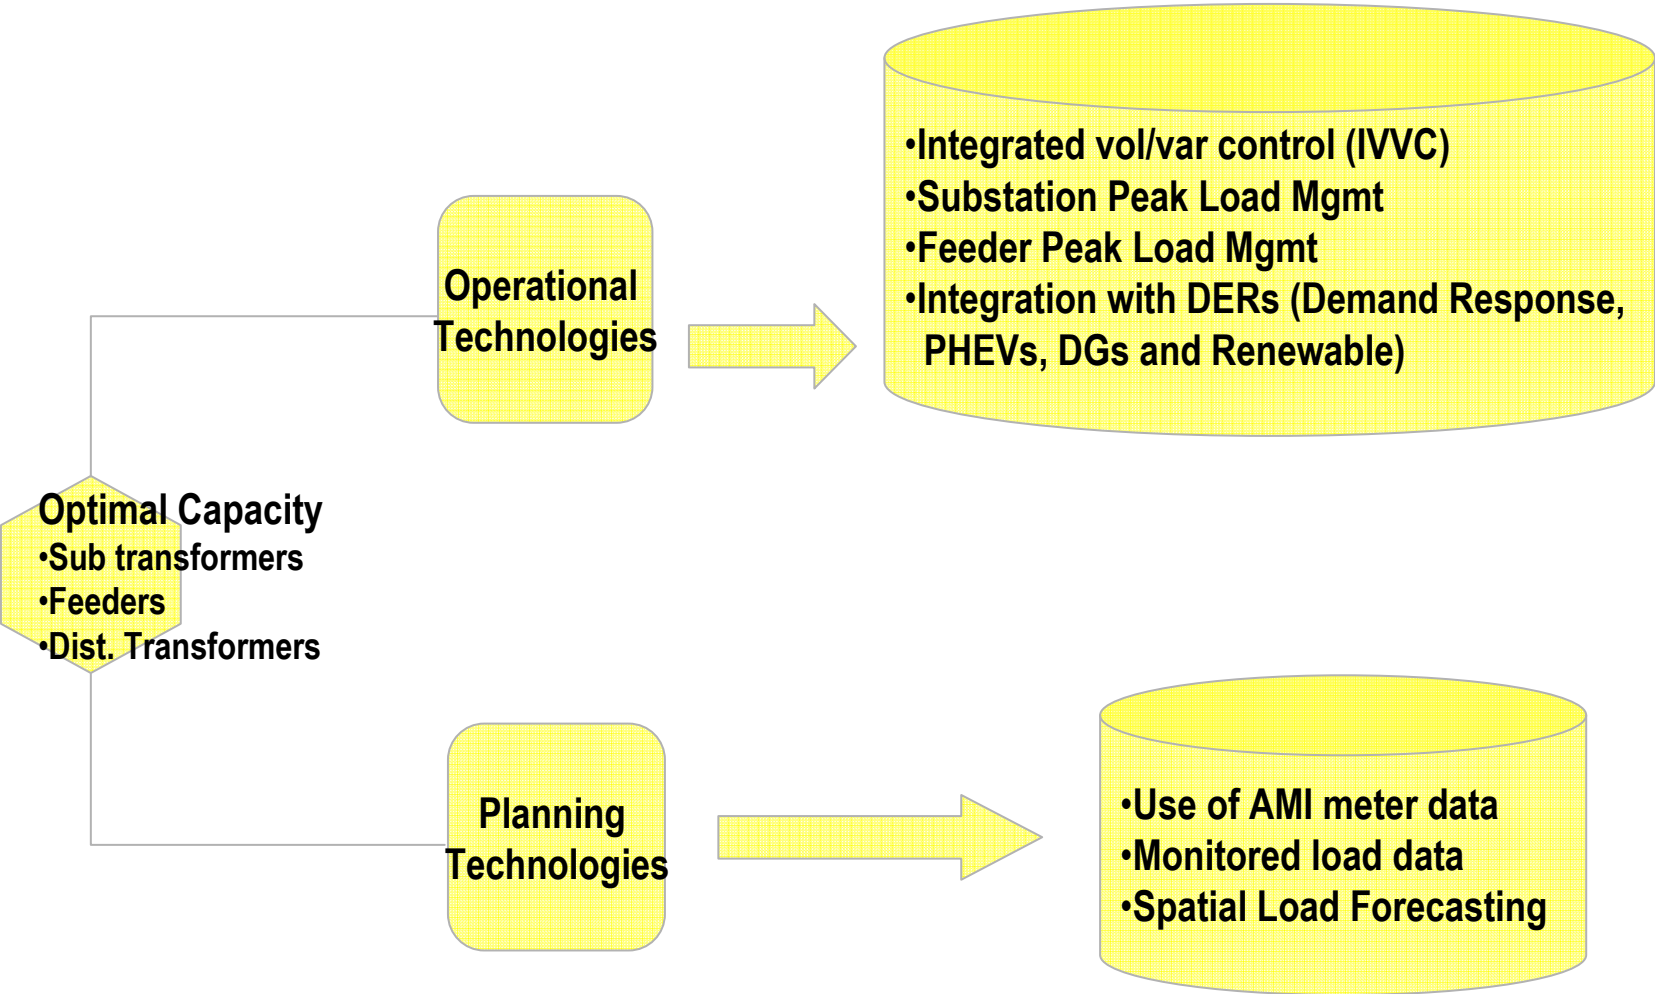 •Integrated vol/var control (IVVC)
•Substation Peak Load Mgmt
•Feeder Peak Load Mgmt
•Integration with DERs (Demand Response,
PHEVs, DGs and Renewable)
Operational
Technologies
Optimal Capacity
•Sub transformers
•Feeders
•Dist. Transformers
Planning
Technologies
•Use of AMI meter data
•Monitored load data
•Spatial Load Forecasting